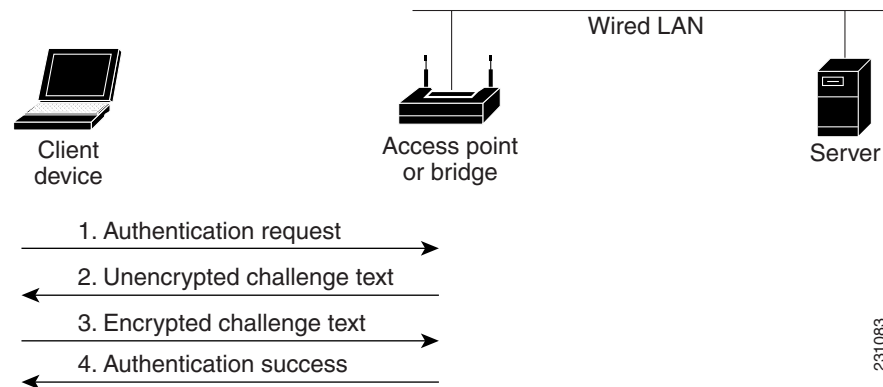 Wired LAN
Client
device
Access point
or bridge
Server
1. Authentication request
2. Unencrypted challenge text
3. Encrypted challenge text
4. Authentication success
231083